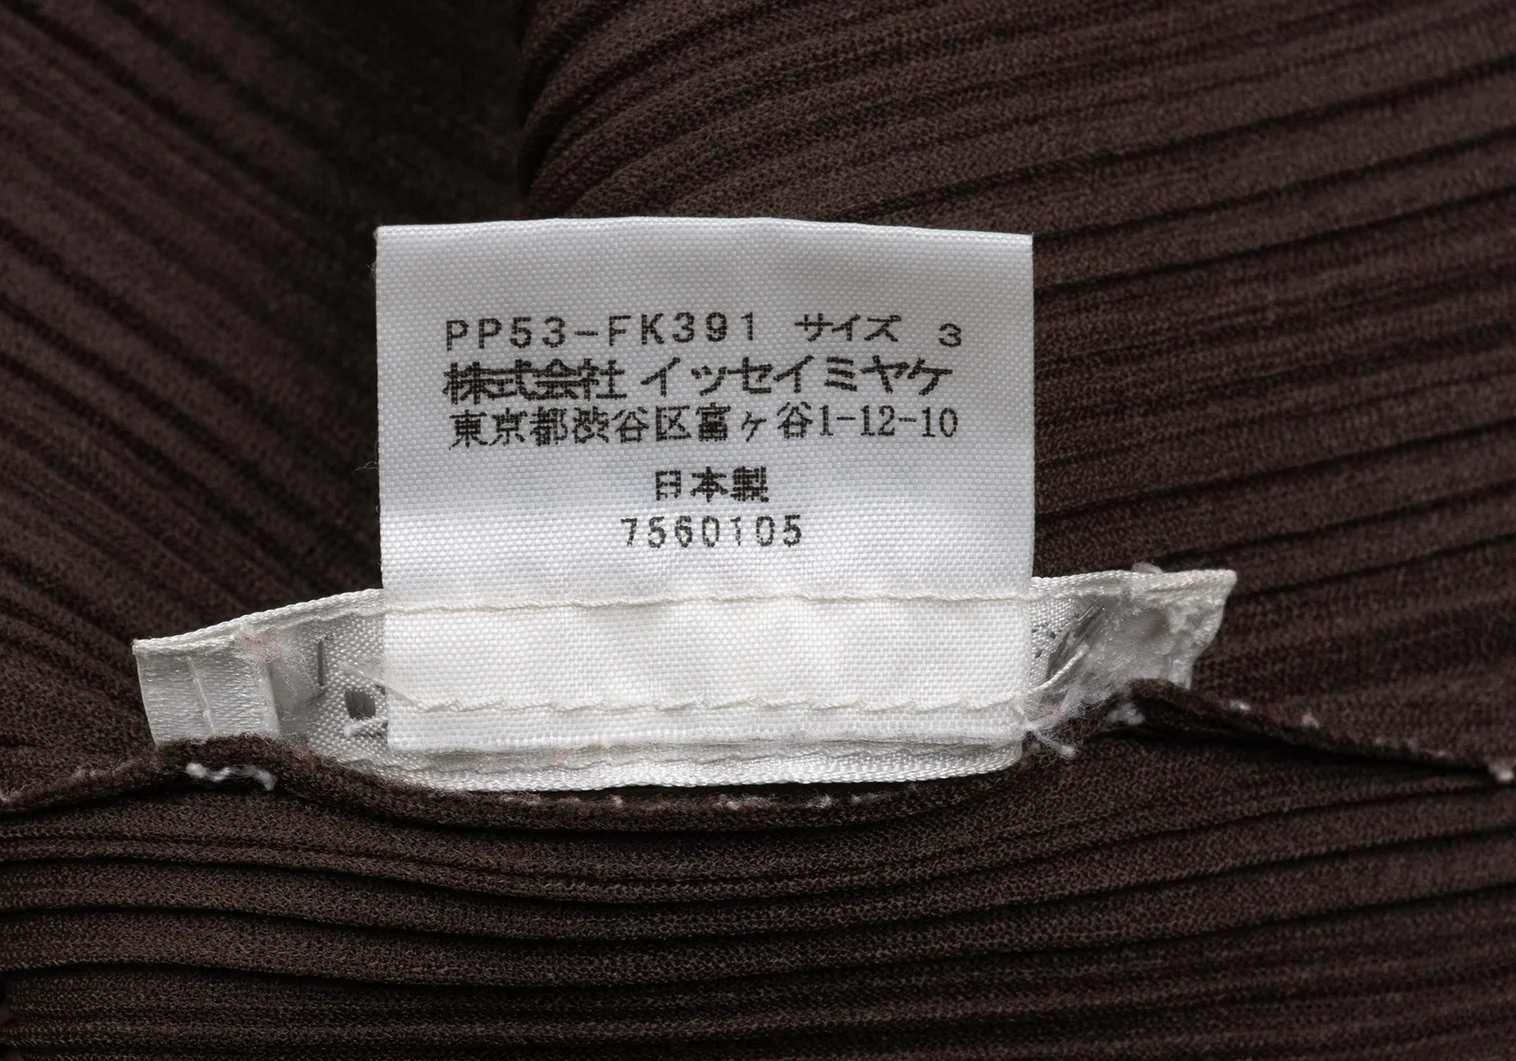 PP53-FK391 サイズ 3
株式会社 イッセイミヤケ
東京都渋谷区富ヶ谷1-12-10
日本製
7560105